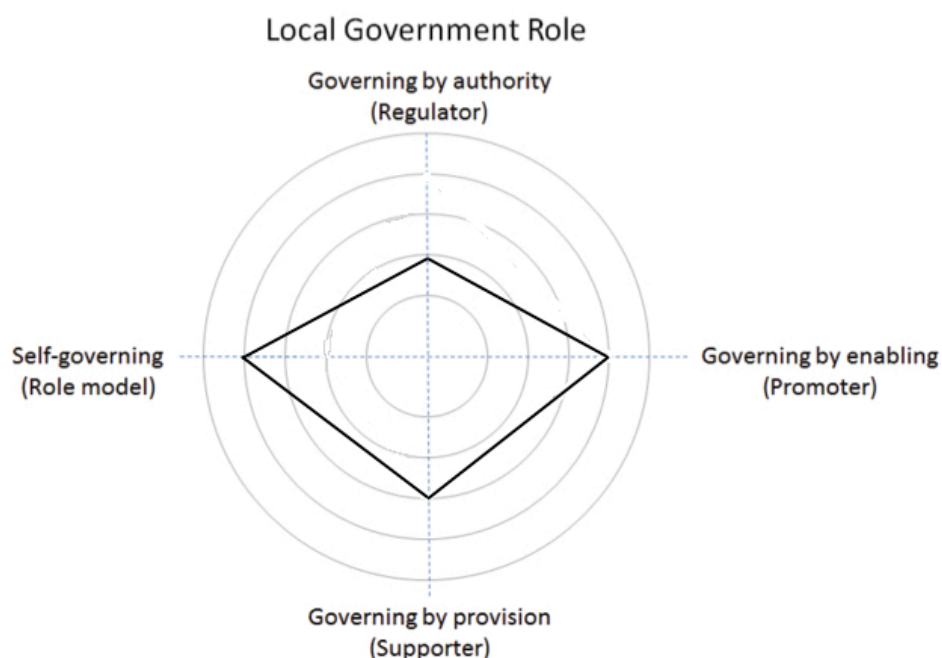 Local Government Role
Governing by authority
(Regulator)
Self-governing
(Role model)
Governing by enabling
(Promoter)
Governing by provision
(Supporter)